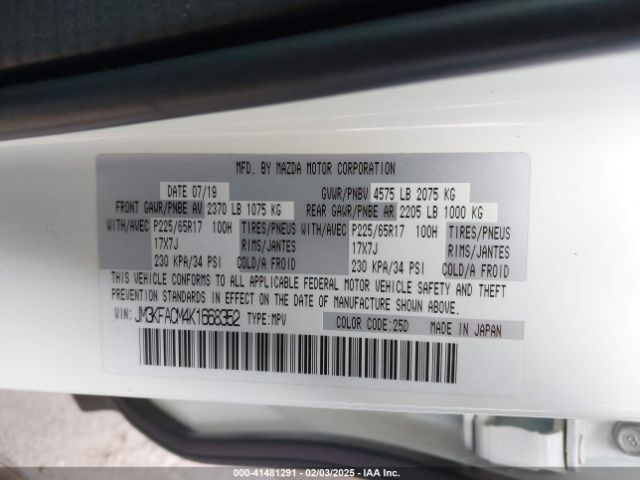 MFD. BY MAZDA MOTOR CORPORATION
DATE 07/19 GVWR/PNBV 4575 LB 2075 KG
FRONT GAWR/PNBE AV 2370 LB 1075 KG REAR GAWR/PNBE AR 2205 LB 1000 KG
WITH/AVEC P225/65R17 100H TIRES/PNEUS WITH/AVEC P225/65R17 100H TIRES/PNEUS
17X7J RIMS/JANTES 17X7J RIMS/JANTES
230 KPA/34 PSI COLD/A FROID 230 KPA/34 PSI COLD/A FROID
THIS VEHICLE CONFORMS TO ALL APPLICABLE FEDERAL MOTOR VEHICLE SAFETY AND THEFT
PREVENTION STANDARDS IN EFFECT ON THE DATE OF MANUFACTURE SHOWN ABOVE.
VIN: JM3KFACM4K1668352 TYPE: MPV COLOR CODE: 25D MADE IN JAPAN
000-41481291 - 02/03/2025 - IAA Inc.